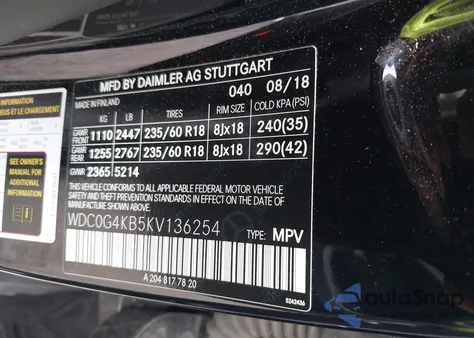 MFD BY DAIMLER AG STUTTGART
MADE IN FINLAND 040 08/18
KG LB TIRES RIM SIZE COLD KPA (PSI)
GAWR FRONT 1110 2447 235/60 R18 8Jx18 240(35)
GAWR REAR 1255 2767 235/60 R18 8Jx18 290(42)
GVWR 2365 5214
THIS VEHICLE CONFORMS TO ALL APPLICABLE FEDERAL MOTOR VEHICLE
SAFETY AND THEFT PREVENTION STANDARDS IN EFFECT ON THE DATE
OF MANUFACTURE SHOWN ABOVE.
WDC0G4KB5KV136254 TYPE: MPV
A 204 817 78 20
S242436
INFORMATION
SEE OWNER'S
MANUAL FOR
ADDITIONAL
INFORMATION
AutoSnap